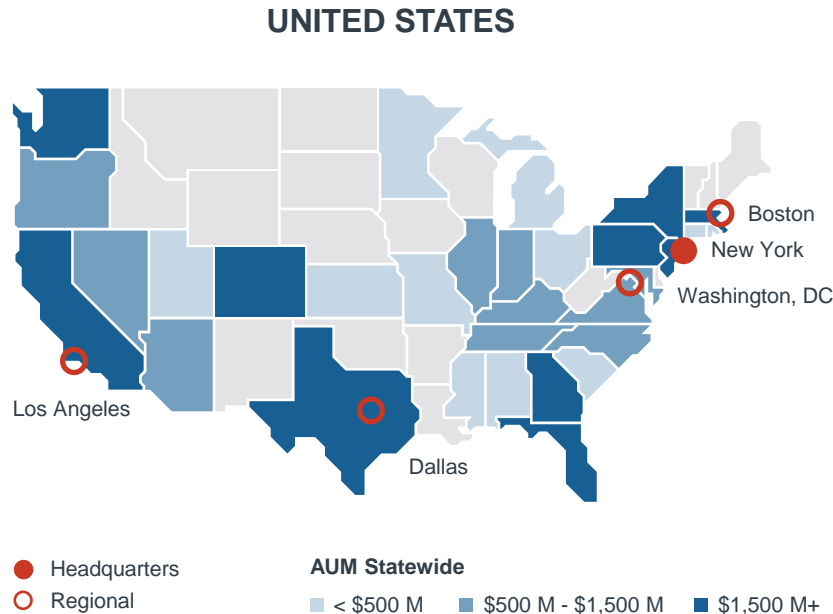 UNITED STATES
Boston
New York
Washington, DC
Los Angeles
Dallas
Headquarters
Regional
AUM Statewide
< $500 M
$500 M - $1,500 M
$1,500 M+